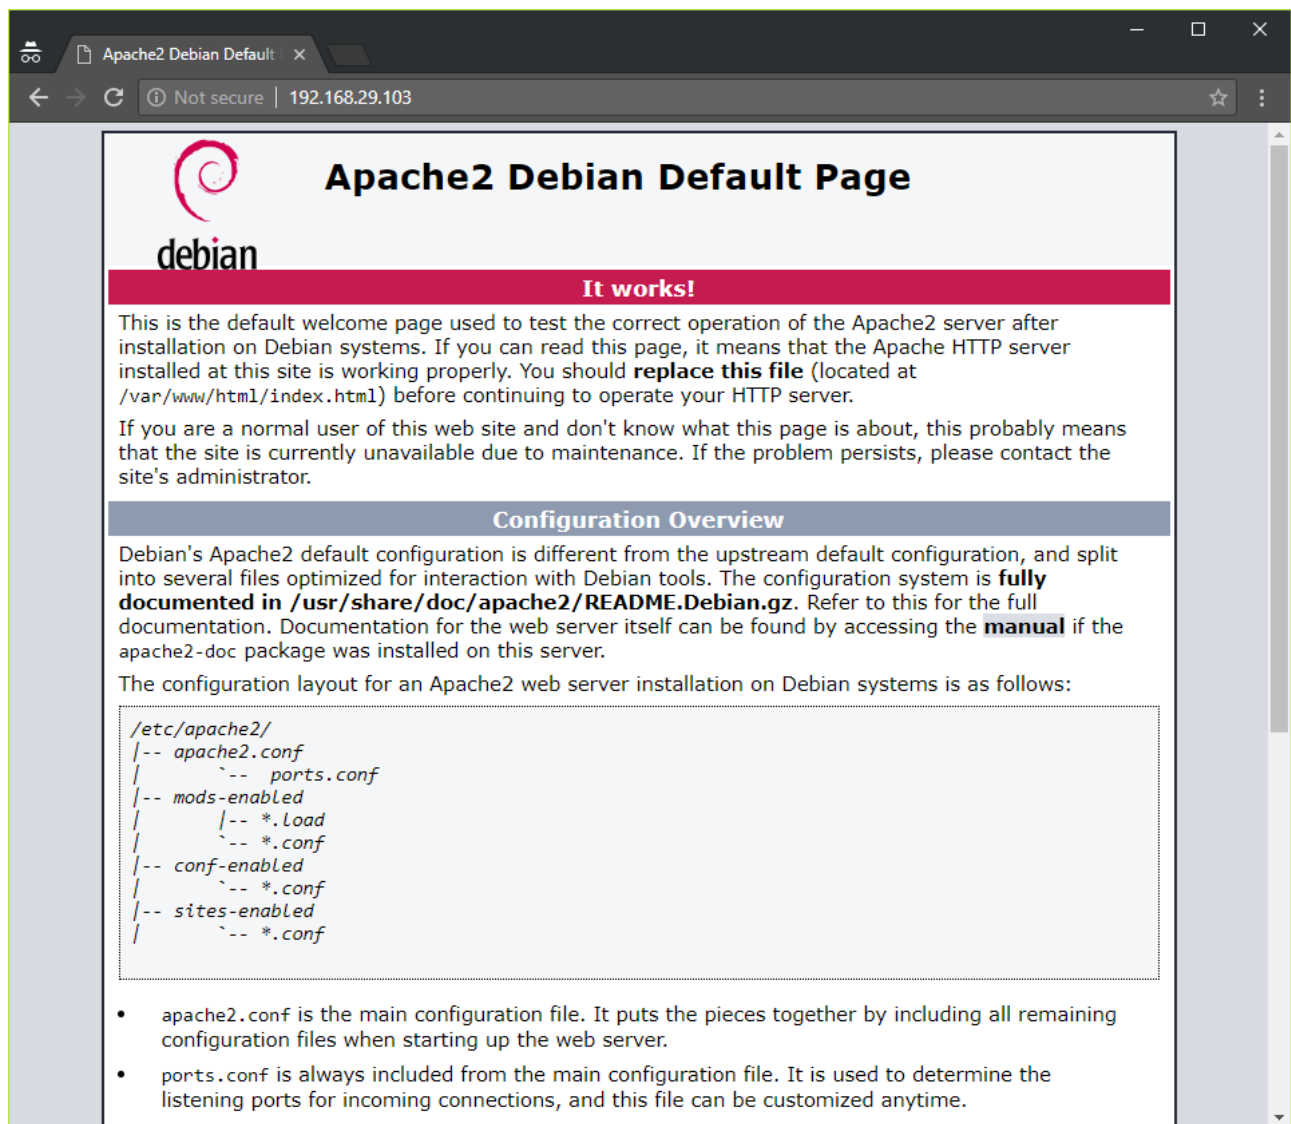 Apache2 Debian Default
Not secure | 192.168.29.103
debian
Apache2 Debian Default Page
It works!
This is the default welcome page used to test the correct operation of the Apache2 server after
installation on Debian systems. If you can read this page, it means that the Apache HTTP server
installed at this site is working properly. You should replace this file (located at
/var/www/html/index.html) before continuing to operate your HTTP server.
If you are a normal user of this web site and don't know what this page is about, this probably means
that the site is currently unavailable due to maintenance. If the problem persists, please contact the
site's administrator.
Configuration Overview
Debian's Apache2 default configuration is different from the upstream default configuration, and split
into several files optimized for interaction with Debian tools. The configuration system is fully
documented in /usr/share/doc/apache2/README.Debian.gz. Refer to this for the full
documentation. Documentation for the web server itself can be found by accessing the manual if the
apache2-doc package was installed on this server.
The configuration layout for an Apache2 web server installation on Debian systems is as follows:
/etc/apache2/
|-- apache2.conf
|       `--  ports.conf
|-- mods-enabled
|       |-- *.load
|       `-- *.conf
|-- conf-enabled
|       `-- *.conf
|-- sites-enabled
|       `-- *.conf
• apache2.conf is the main configuration file. It puts the pieces together by including all remaining
configuration files when starting up the web server.
• ports.conf is always included from the main configuration file. It is used to determine the
listening ports for incoming connections, and this file can be customized anytime.